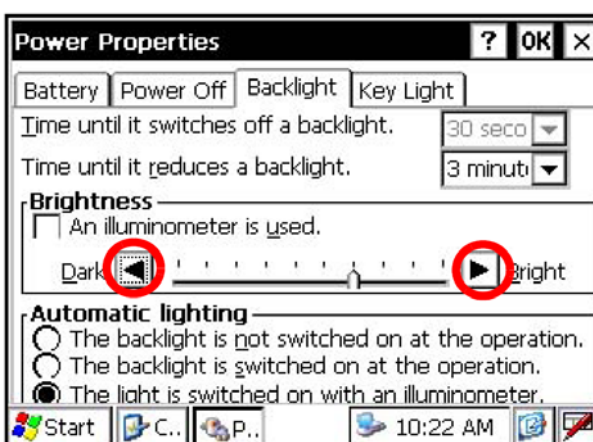 Power Properties ? OK ×
Battery Power Off Backlight Key Light
Time until it switches off a backlight. 30 seco
Time until it reduces a backlight. 3 minut
Brightness
An illuminometer is used.
Dark Bright
Automatic lighting
The backlight is not switched on at the operation.
The backlight is switched on at the operation.
The light is switched on with an illuminometer.
Start C.. P.. 10:22 AM